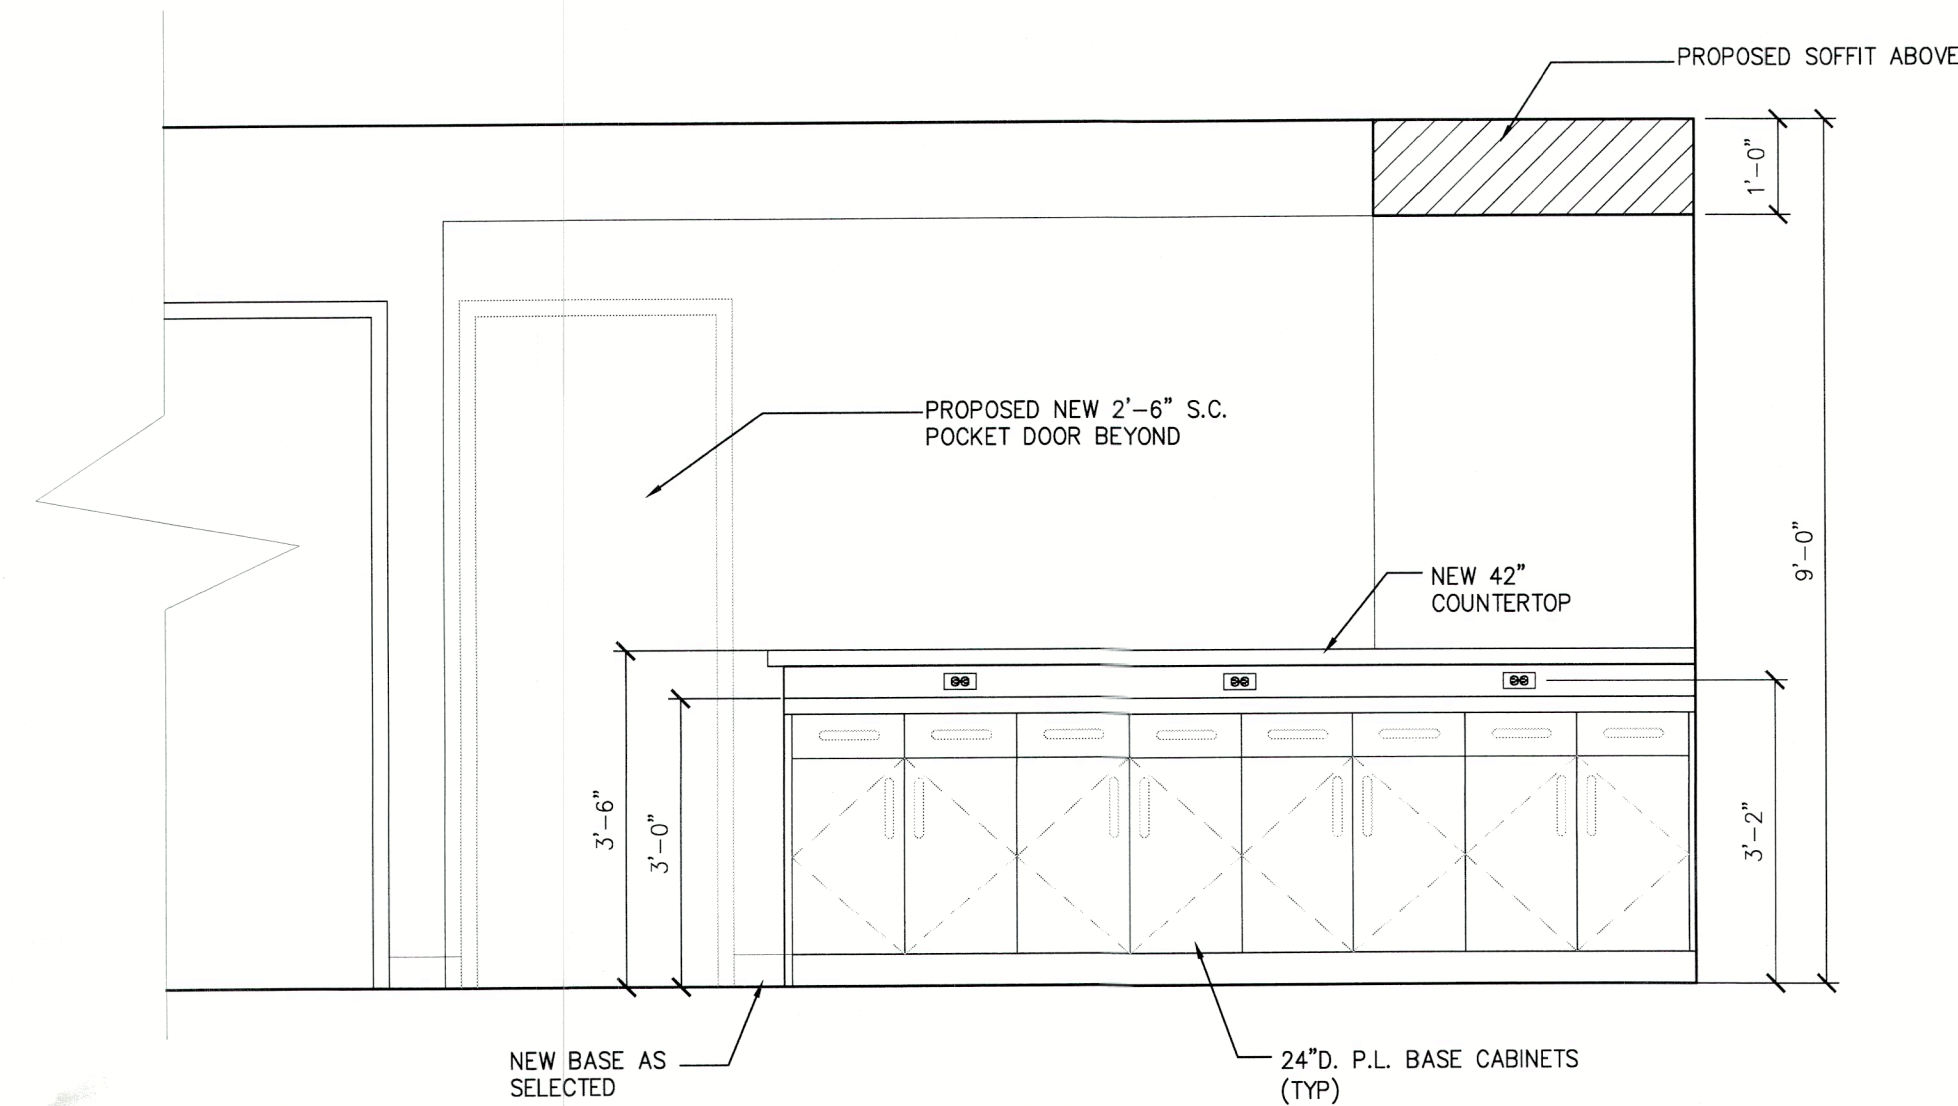 PROPOSED SOFFIT ABOVE
1'-0"
PROPOSED NEW 2'-6" S.C.
POCKET DOOR BEYOND
9'-0"
NEW 42"
COUNTERTOP
3'-6"
3'-0"
3'-2"
NEW BASE AS
SELECTED
24"D. P.L. BASE CABINETS
(TYP)